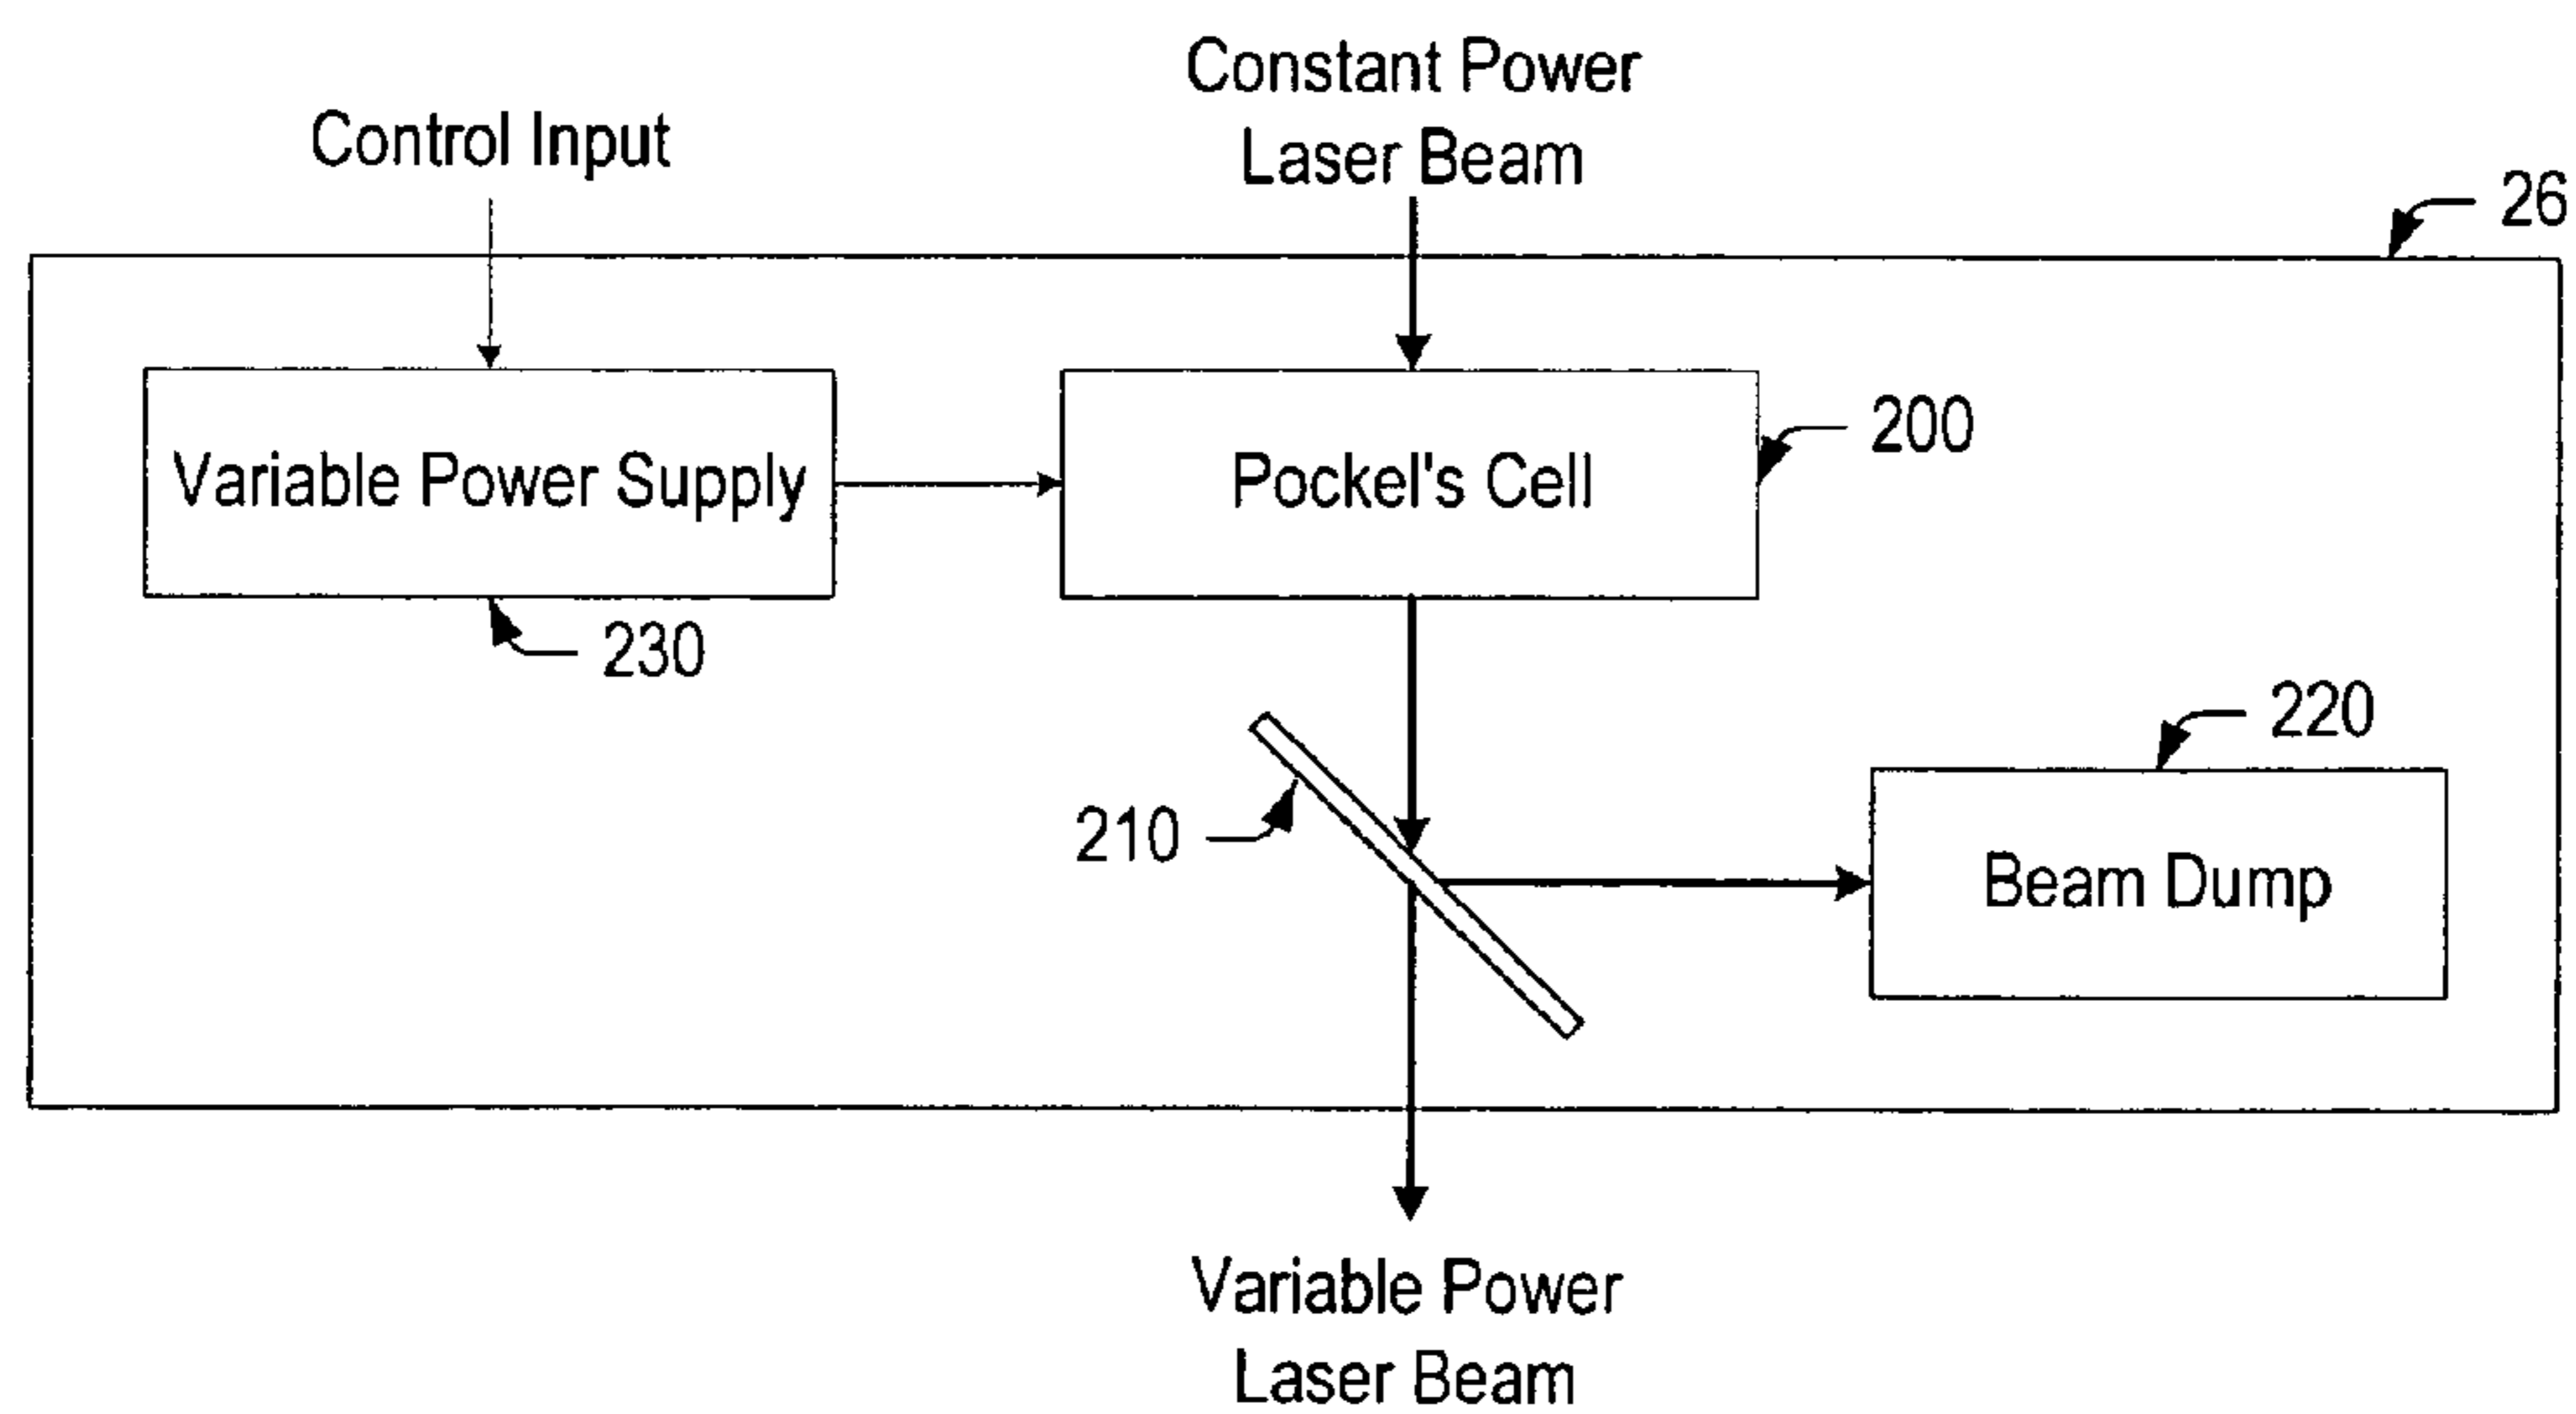 Constant Power
Laser Beam
Control Input
26
Variable Power Supply
Pockel's Cell
200
230
220
210
Beam Dump
Variable Power
Laser Beam